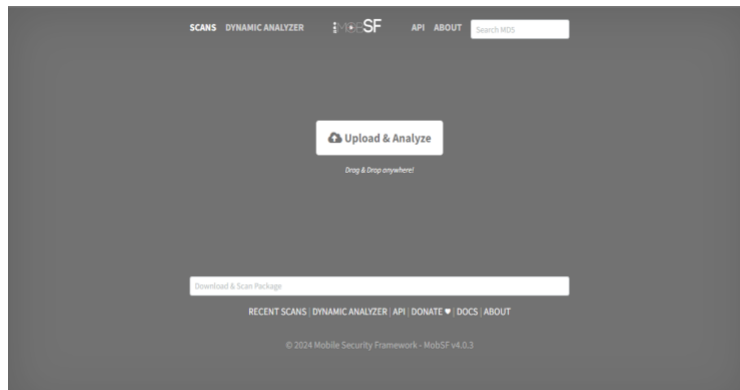 SCANS DYNAMIC ANALYZER MobSF API ABOUT Search MD5
Upload & Analyze
Drag & Drop anywhere!
Download & Scan Package
RECENT SCANS | DYNAMIC ANALYZER | API | DONATE ♥ | DOCS | ABOUT
© 2024 Mobile Security Framework - MobSF v4.0.3